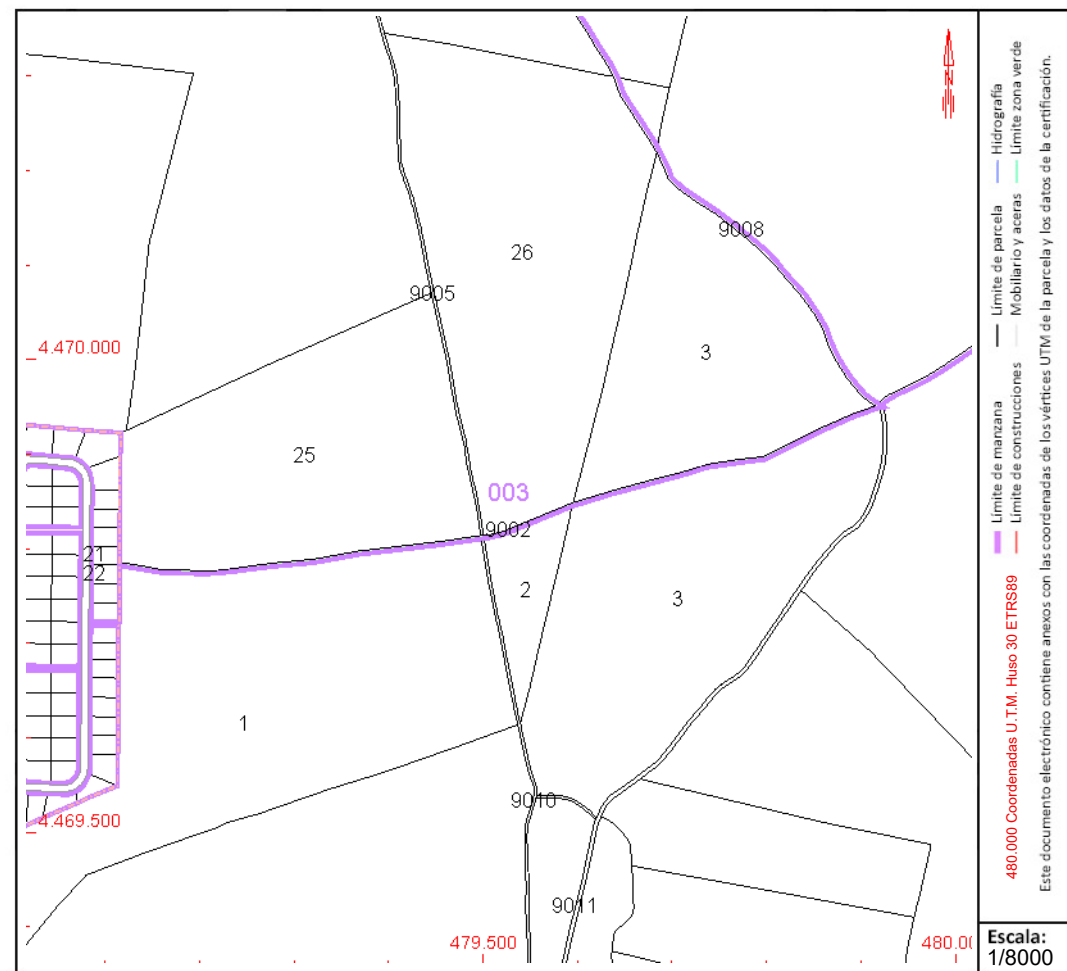 9008
26
9005
4.470.000
3
25
003
9002
21
22
2
3
1
9010
4.469.500
9011
479.500
N
Límite de manzana
Límite de parcela
Hidrografía
Límite de construcciones
Mobiliario y aceras
Límite zona verde
480.000 Coordenadas U.T.M. Huso 30 ETRS89
Este documento electrónico contiene anexos con las coordenadas de los vértices UTM de la parcela y los datos de la certificación.
Escala:
1/8000